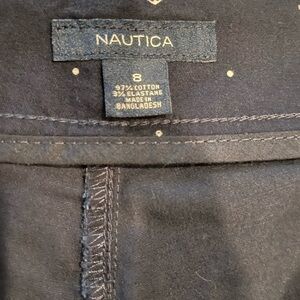 NAUTICA
8
97% COTTON
3% ELASTANE
MADE IN
BANGLADESH